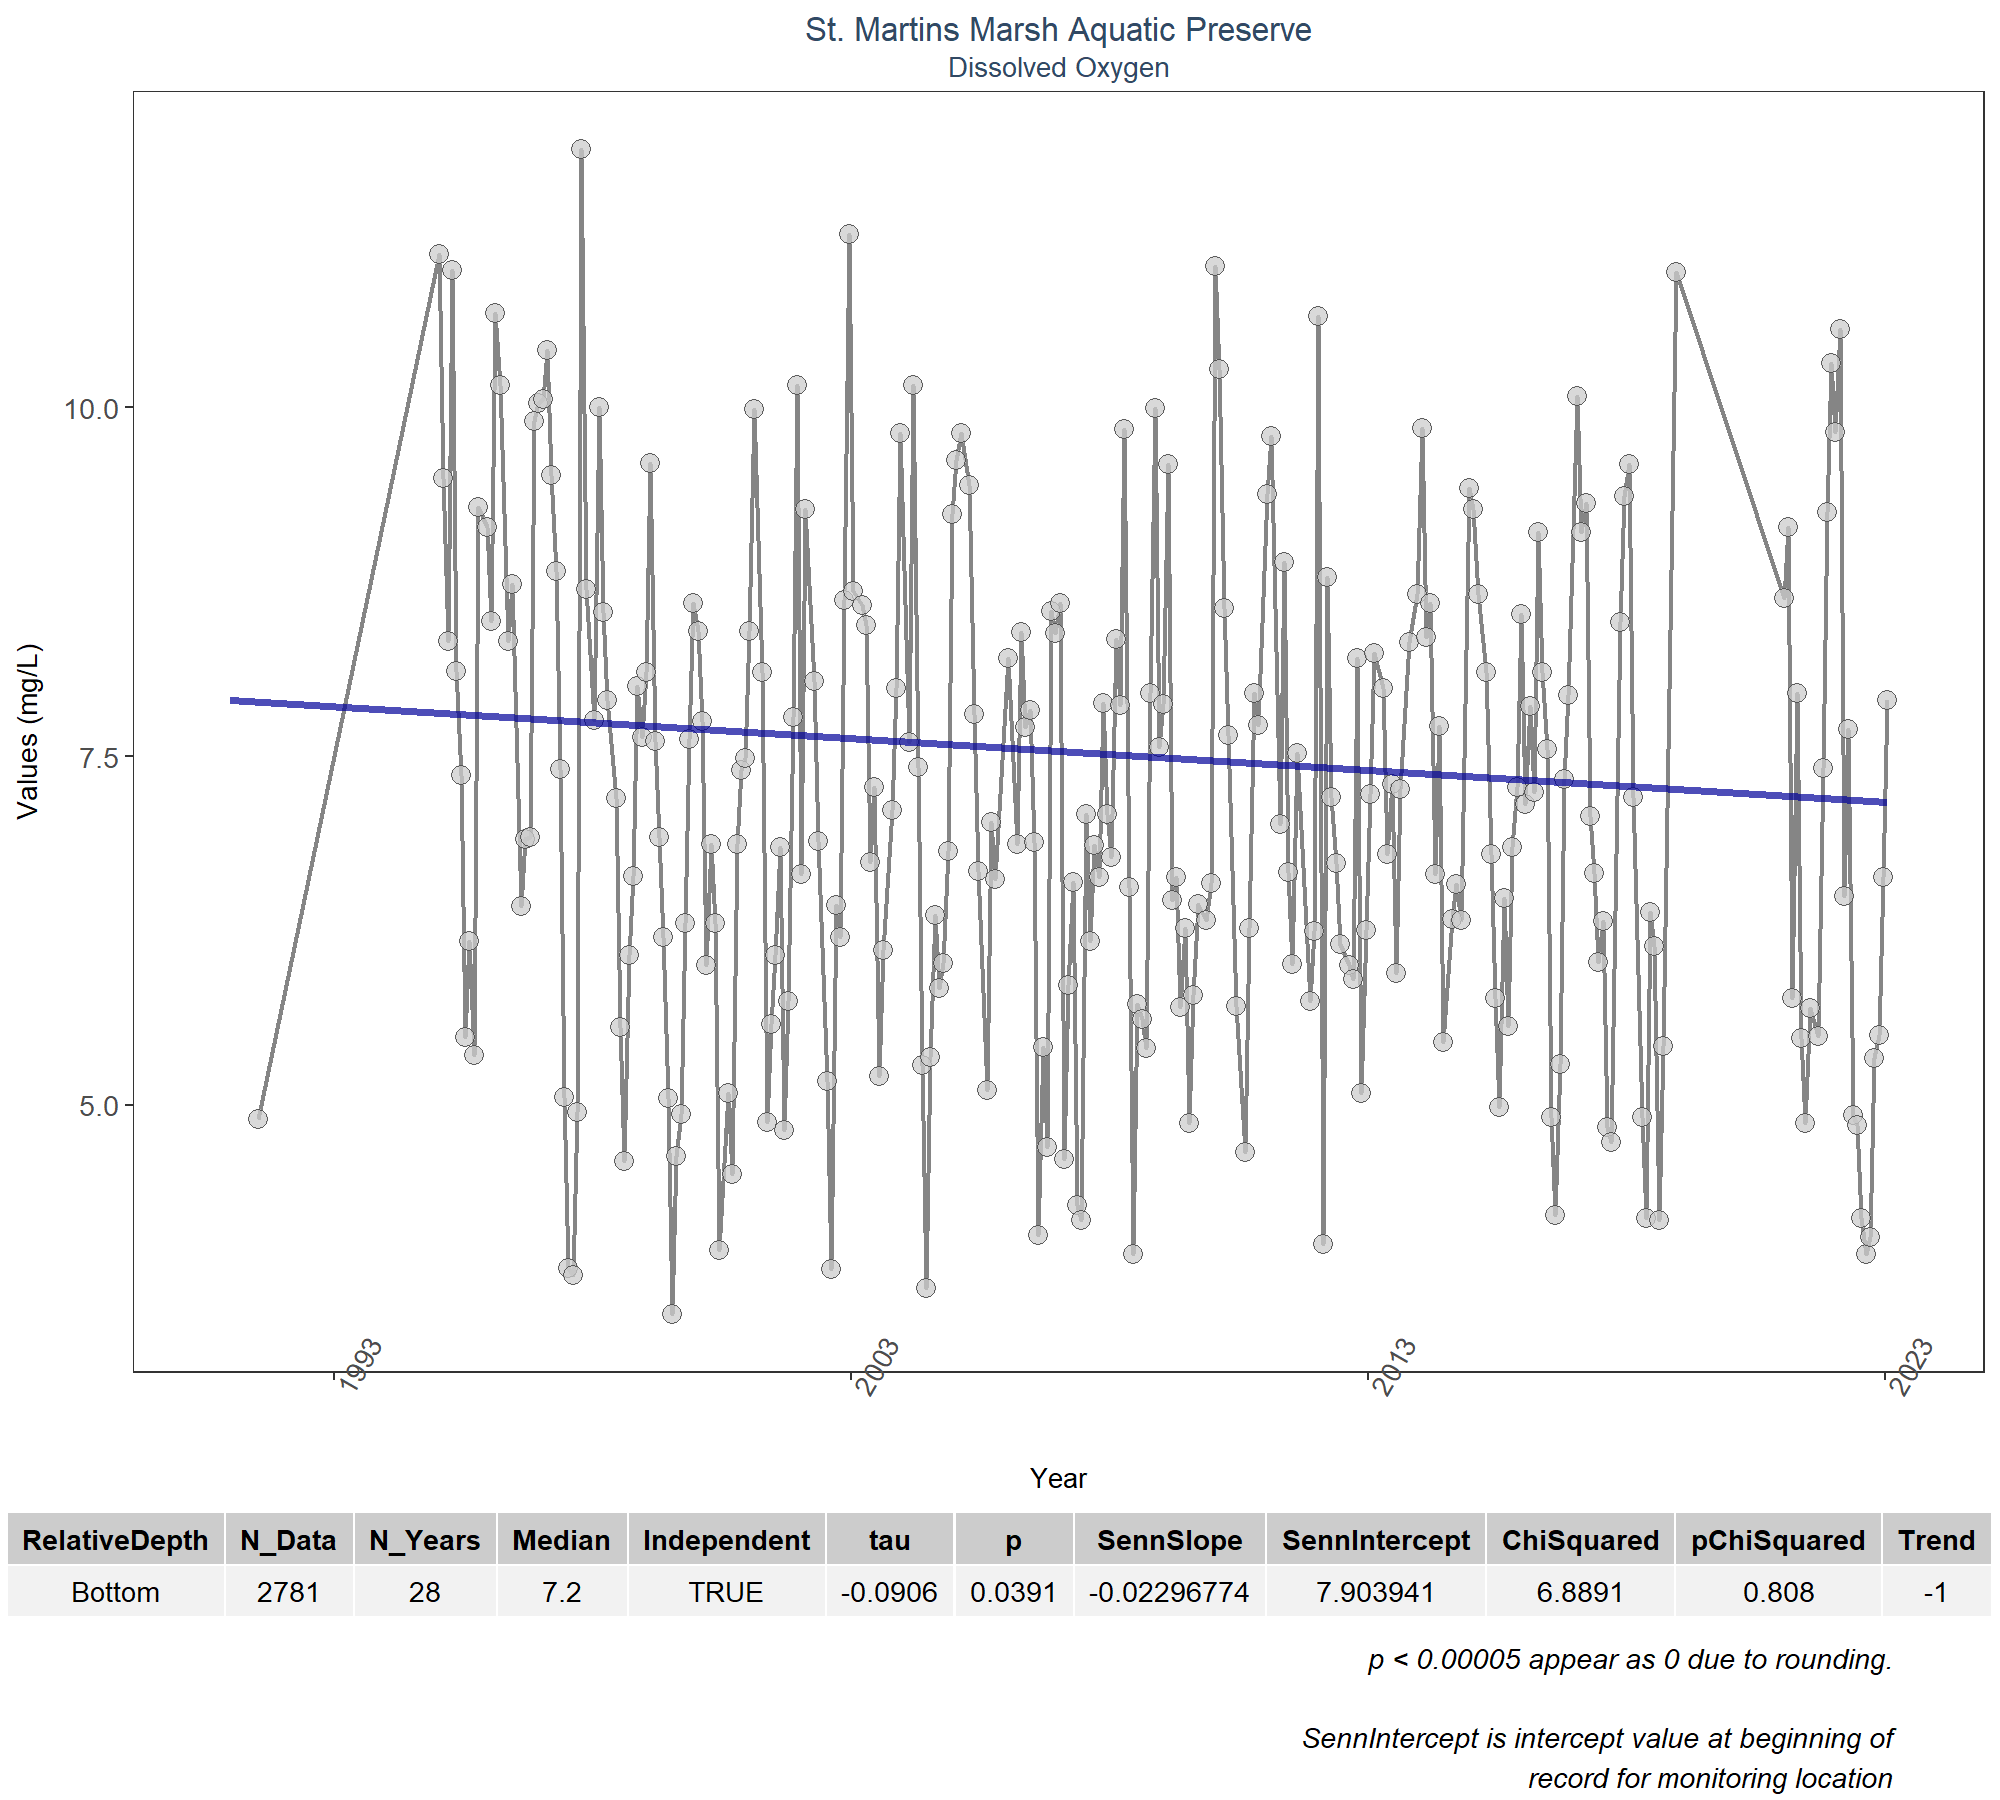 St. Martins Marsh Aquatic Preserve
Dissolved Oxygen
Values (mg/L)
10.0
7.5
5.0
1993 2003 2013 2023
Year
RelativeDepth N_Data N_Years Median Independent tau p SennSlope SennIntercept ChiSquared pChiSquared Trend
Bottom 2781 28 7.2 TRUE -0.0906 0.0391 -0.02296774 7.903941 6.8891 0.808 -1
p < 0.00005 appear as 0 due to rounding.
SennIntercept is intercept value at beginning of
record for monitoring location